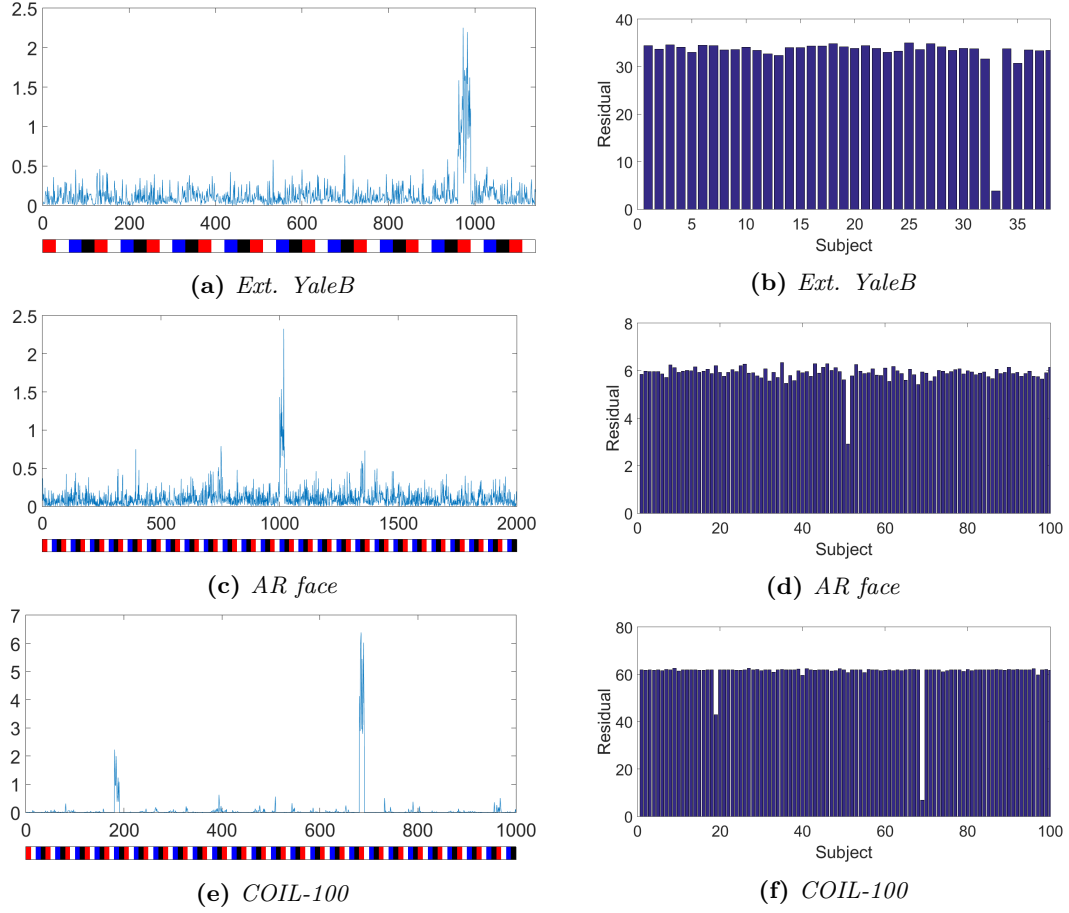 2.5
2
1.5
1
0.5
0
0 200 400 600 800 1000
(a) Ext. YaleB
40
30
20
10
0
Residual
0 5 10 15 20 25 30 35
Subject
(b) Ext. YaleB
2.5
2
1.5
1
0.5
0
0 500 1000 1500 2000
(c) AR face
8
6
4
2
0
Residual
0 20 40 60 80 100
Subject
(d) AR face
7
6
5
4
3
2
1
0
0 200 400 600 800 1000
(e) COIL-100
80
60
40
20
0
Residual
0 20 40 60 80 100
Subject
(f) COIL-100